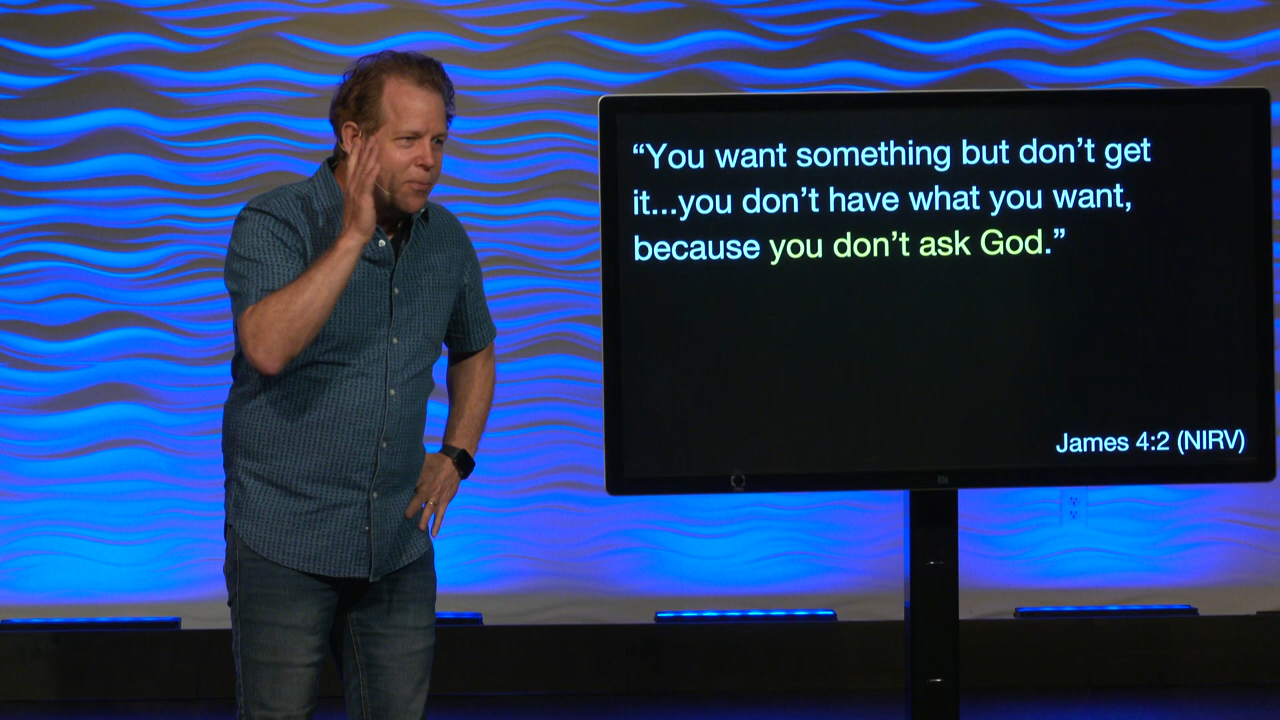 “You want something but don’t get
it...you don’t have what you want,
because you don’t ask God.”
James 4:2 (NIRV)